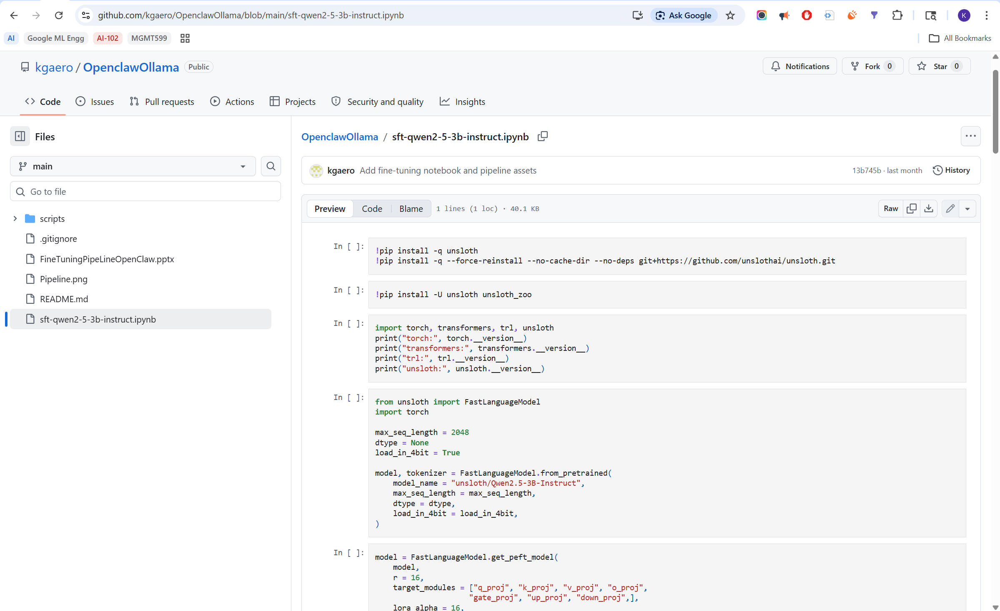 github.com/kgaero/OpenclawOllama/blob/main/sft-qwen2-5-3b-instruct.ipynb
Ask Google
K
AI
Google ML Engg
AI-102
MGMT599
All Bookmarks
kgaero / OpenclawOllama
Public
Notifications
Fork 0
Star 0
Code
Issues
Pull requests
Actions
Projects
Security and quality
Insights
Files
main
Go to file
scripts
.gitignore
FineTuningPipeLineOpenClaw.pptx
Pipeline.png
README.md
sft-qwen2-5-3b-instruct.ipynb
OpenclawOllama / sft-qwen2-5-3b-instruct.ipynb
kgaero Add fine-tuning notebook and pipeline assets
13b745b · last month
History
Preview
Code
Blame
1 lines (1 loc) · 40.1 KB
Raw
In [ ]:
!pip install -q unsloth
!pip install -q --force-reinstall --no-cache-dir --no-deps git+https://github.com/unslothai/unsloth.git
In [ ]:
!pip install -U unsloth unsloth_zoo
In [ ]:
import torch, transformers, trl, unsloth
print("torch:", torch.__version__)
print("transformers:", transformers.__version__)
print("trl:", trl.__version__)
print("unsloth:", unsloth.__version__)
In [ ]:
from unsloth import FastLanguageModel
import torch
max_seq_length = 2048
dtype = None
load_in_4bit = True
model, tokenizer = FastLanguageModel.from_pretrained(
    model_name = "unsloth/Qwen2.5-3B-Instruct",
    max_seq_length = max_seq_length,
    dtype = dtype,
    load_in_4bit = load_in_4bit,
)
In [ ]:
model = FastLanguageModel.get_peft_model(
    model,
    r = 16,
    target_modules = ["q_proj", "k_proj", "v_proj", "o_proj",
                     "gate_proj", "up_proj", "down_proj",],
    lora_alpha = 16,